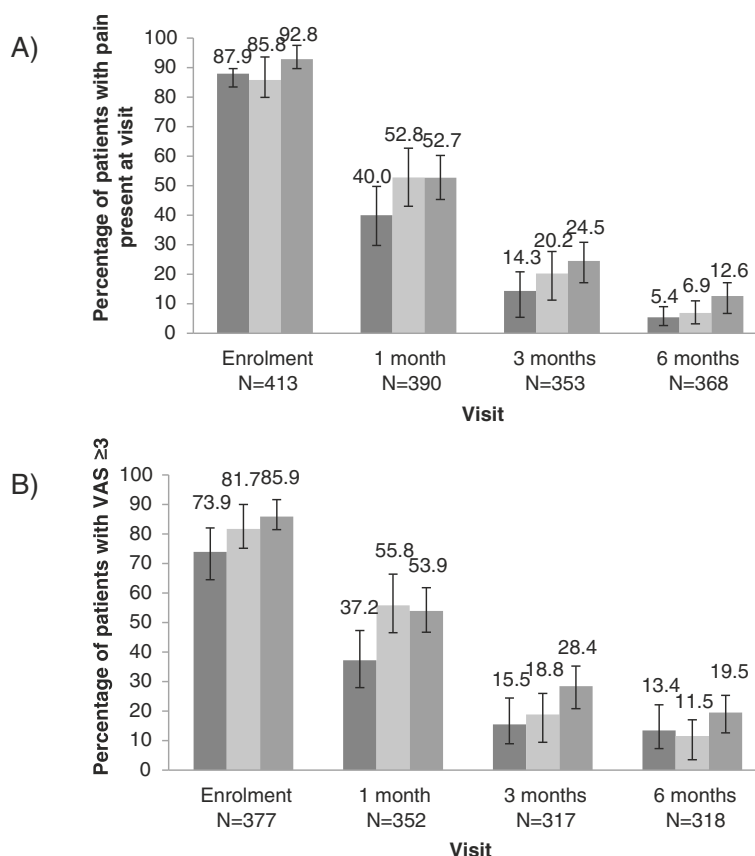 A)
Percentage of patients with pain
present at visit
100
90
80
70
60
50
40
30
20
10
0
87.9 85.8 92.8
40.0 52.8 52.7
14.3 20.2 24.5
5.4 6.9 12.6
Enrolment 1 month 3 months 6 months
N=413 N=390 N=353 N=368
Visit
B)
Percentage of patients with VAS ≥3
100
90
80
70
60
50
40
30
20
10
0
73.9 81.7 85.9
37.2 55.8 53.9
15.5 18.8 28.4
13.4 11.5 19.5
Enrolment 1 month 3 months 6 months
N=377 N=352 N=317 N=318
Visit